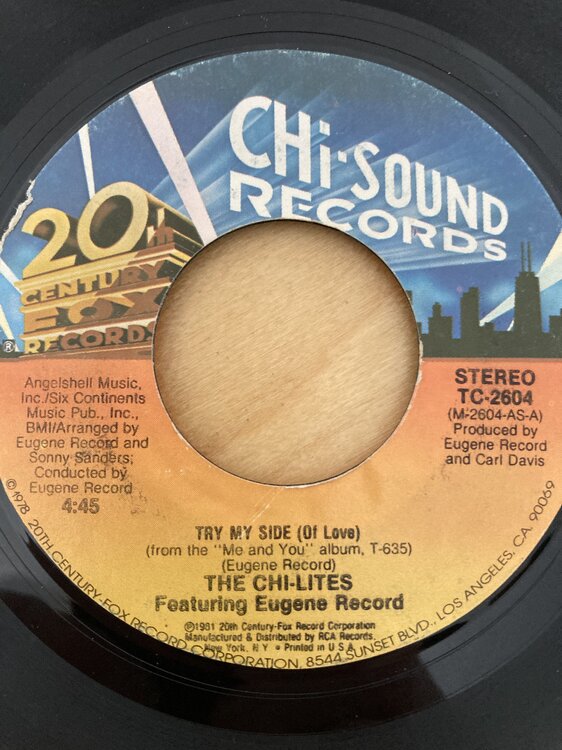 CHi-SOUND
RECORDS
20th
CENTURY
FOX
RECORDS
®
Angelshell Music,
Inc./Six Continents
Music Pub., Inc.,
BMI/Arranged by
Eugene Record and
Sonny Sanders;
Conducted by
Eugene Record
4:45
STEREO
TC-2604
(M-2604-AS-A)
Produced by
Eugene Record
and Carl Davis
TRY MY SIDE (Of Love)
(from the "Me and You" album, T-635)
(Eugene Record)
THE CHI-LITES
Featuring Eugene Record
℗1981 20th Century-Fox Record Corporation
Manufactured & Distributed by RCA Records,
New York, N.Y. • Printed in U.S.A.
©1978 20TH CENTURY-FOX RECORD CORPORATION, 8544 SUNSET BLVD., LOS ANGELES, CA. 90069